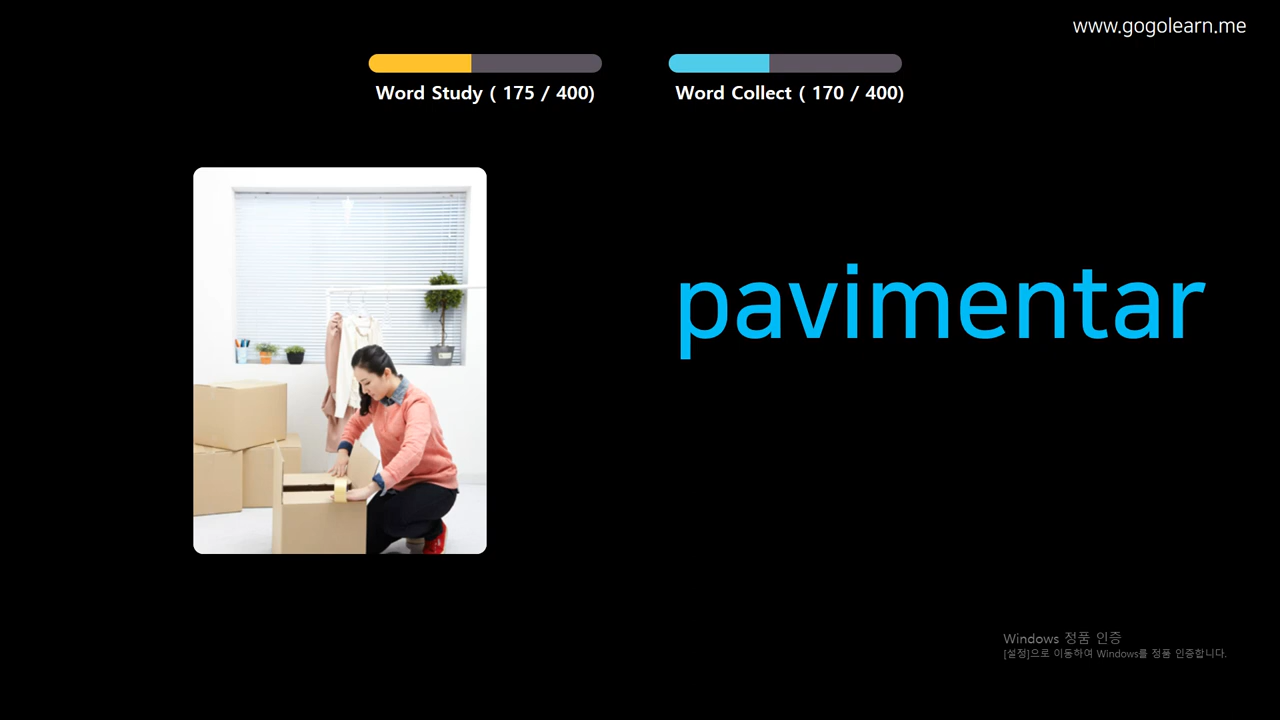 www.gogolearn.me
Word Study ( 175 / 400)
Word Collect ( 170 / 400)
pavimentar
Windows 정품 인증
[설정]으로 이동하여 Windows를 정품 인증합니다.